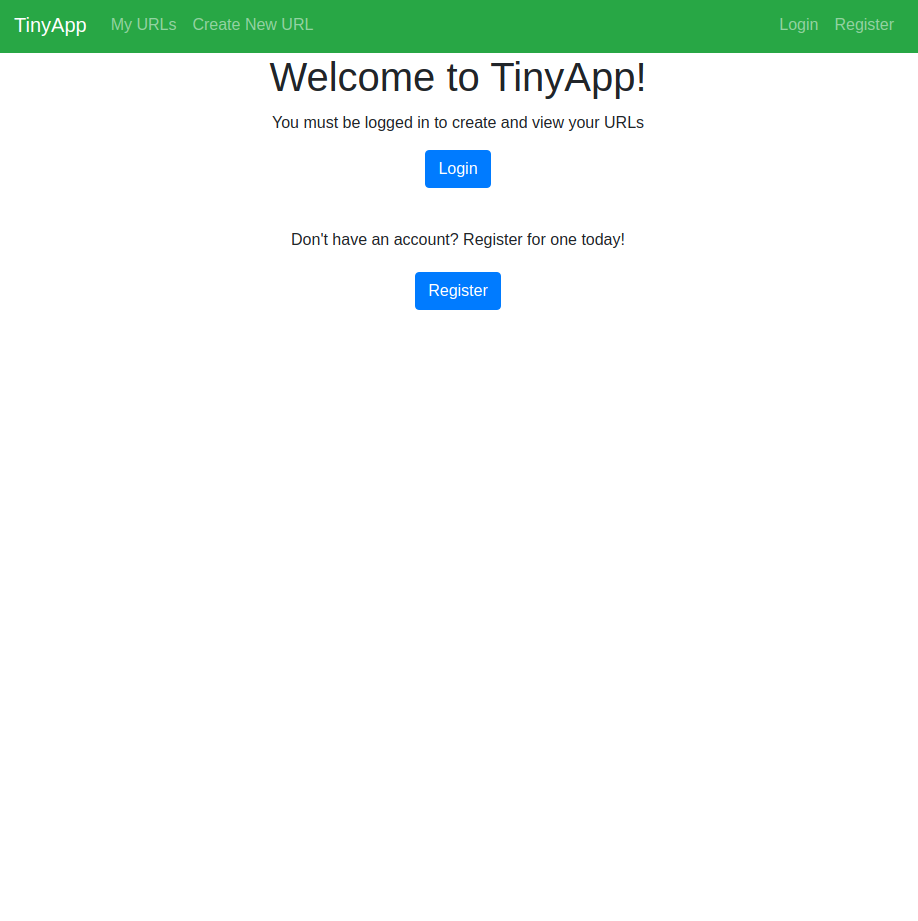 TinyApp My URLs Create New URL Login Register
Welcome to TinyApp!
You must be logged in to create and view your URLs
Login
Don't have an account? Register for one today!
Register